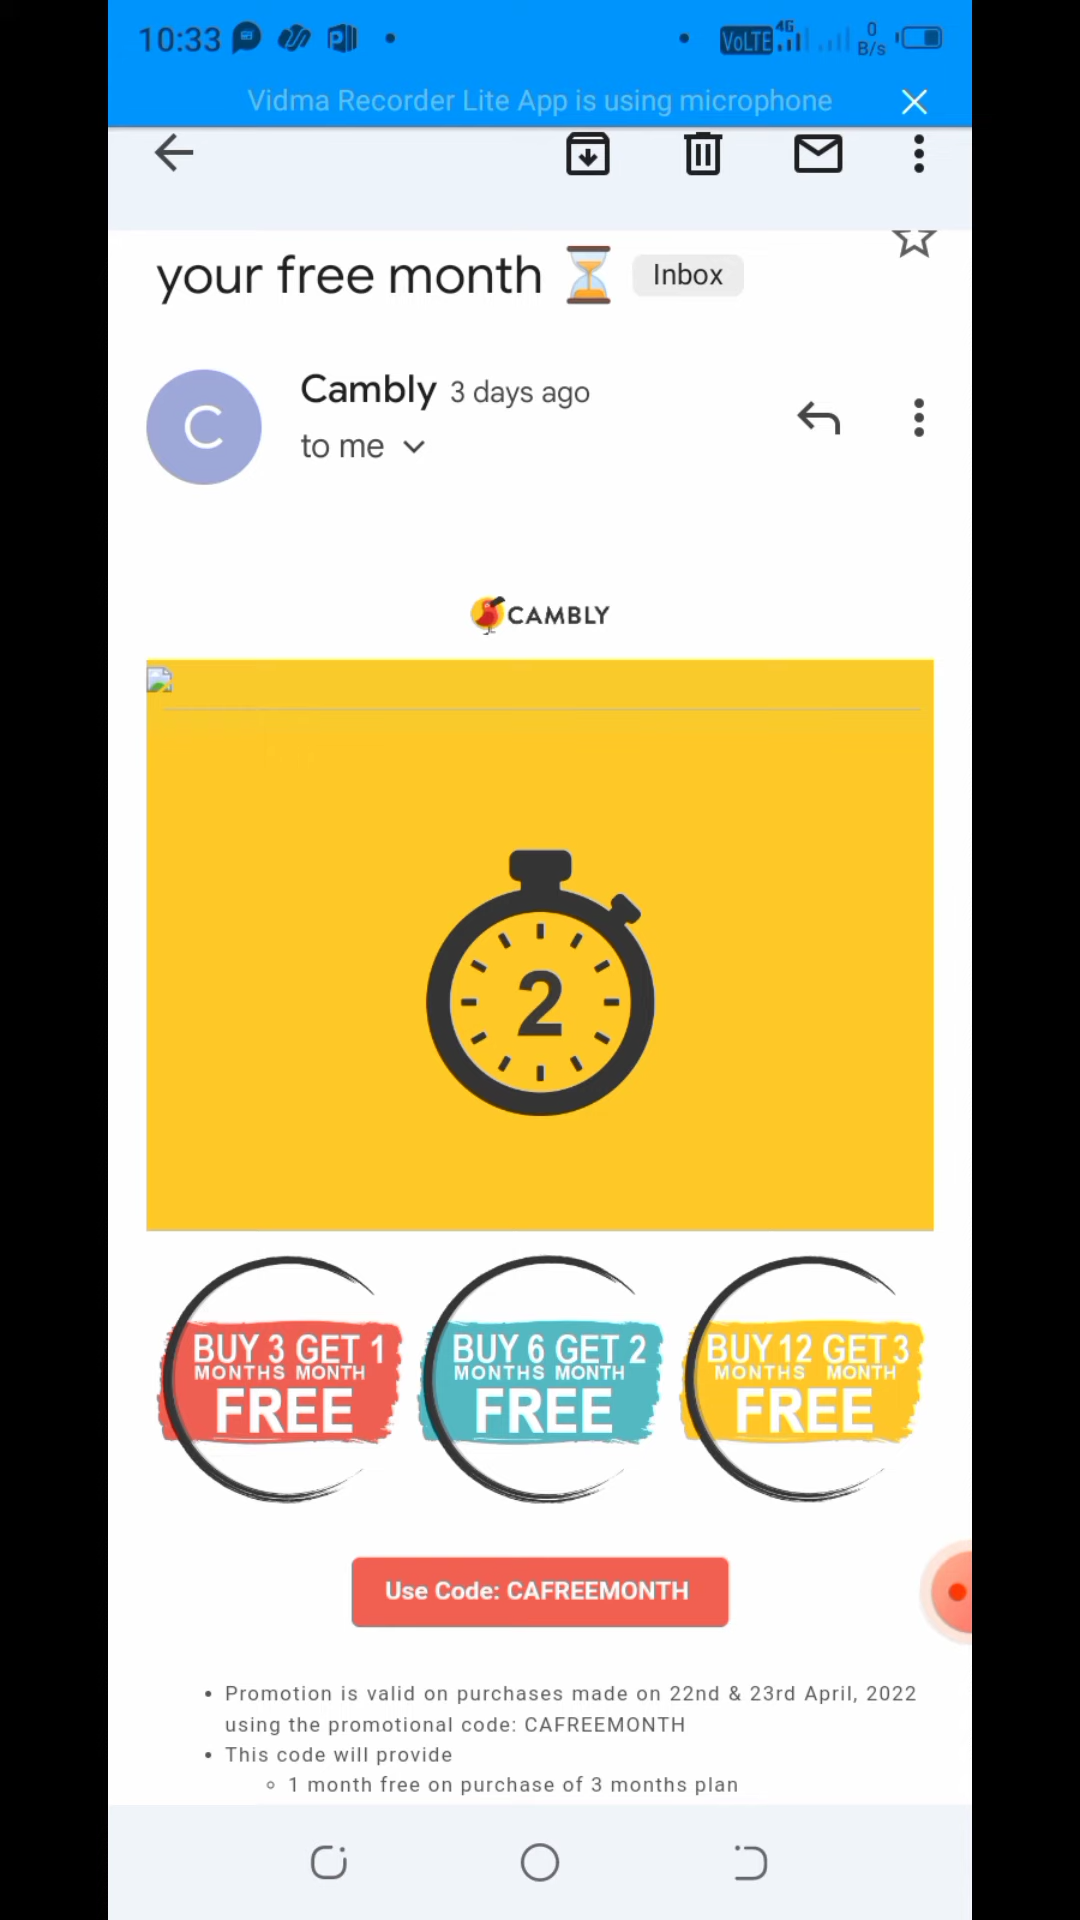 10:33
VoLTE 4G 0 B/s
Vidma Recorder Lite App is using microphone
your free month Inbox
C
Cambly 3 days ago
to me
CAMBLY
2
BUY 3 GET 1
MONTHS MONTH
FREE
BUY 6 GET 2
MONTHS MONTH
FREE
BUY 12 GET 3
MONTHS MONTH
FREE
Use Code: CAFREEMONTH
Promotion is valid on purchases made on 22nd & 23rd April, 2022
using the promotional code: CAFREEMONTH
This code will provide
1 month free on purchase of 3 months plan